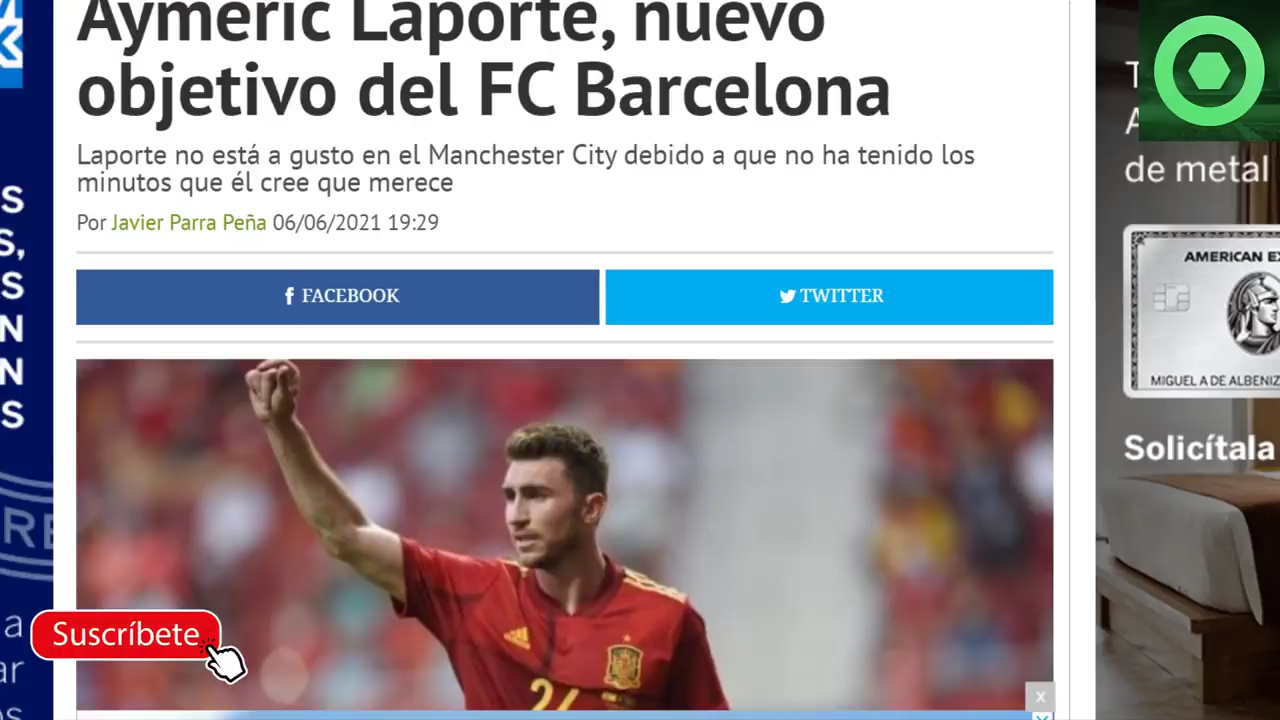 Aymeric Laporte, nuevo
objetivo del FC Barcelona
Laporte no está a gusto en el Manchester City debido a que no ha tenido los
minutos que él cree que merece
Por Javier Parra Peña 06/06/2021 19:29
FACEBOOK
TWITTER
de metal
AMERICAN EX
MIGUEL A DE ALBENIZ
Solicítala
Suscríbete
24